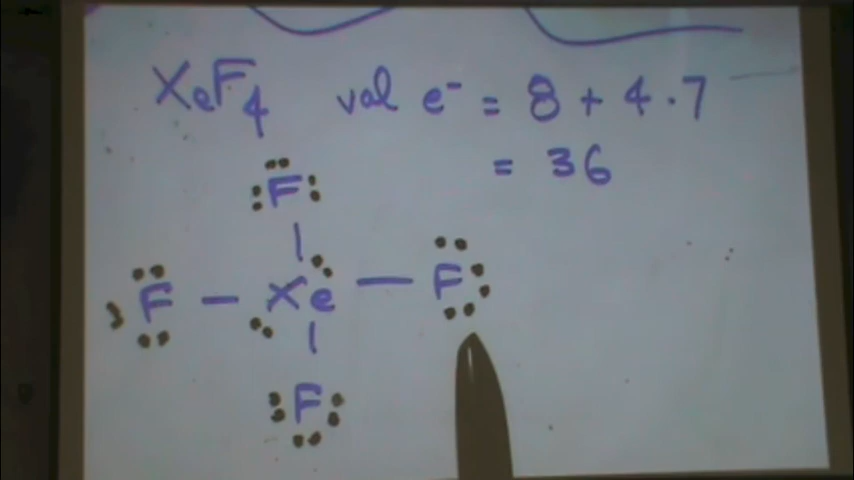 XeF4 val e- = 8 + 4 · 7
= 36
:F:
F — Xe — F
:F: